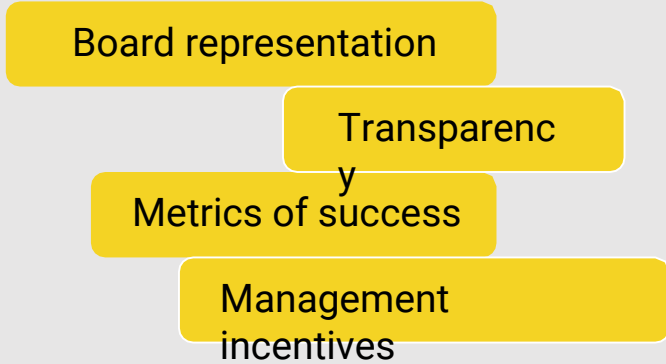 Board representation
Transparenc
y
Metrics of success
Management
incentives